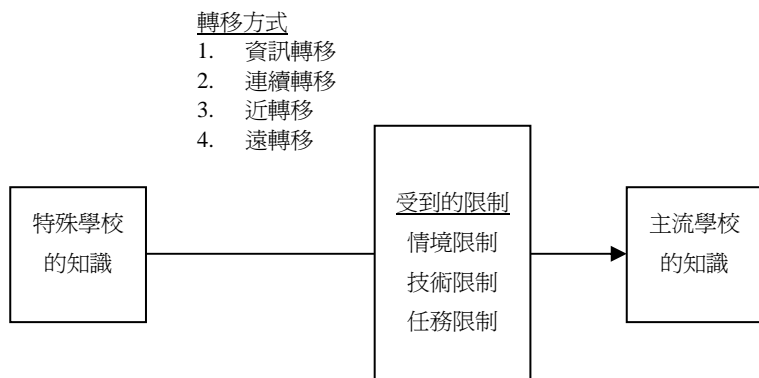 轉移方式
1. 資訊轉移
2. 連續轉移
3. 近轉移
4. 遠轉移
特殊學校
的知識
受到的限制
情境限制
技術限制
任務限制
主流學校
的知識